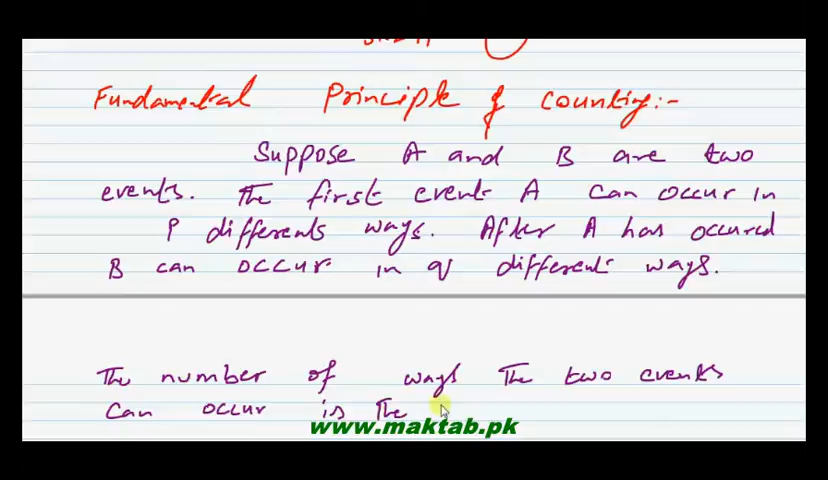 Fundamental Principle of Counting:-
Suppose A and B are two
events. The first event A can occur in
P differents ways. After A has occured
B can occur in q different ways.
The number of ways The two events
can occur is The
www.maktab.pk